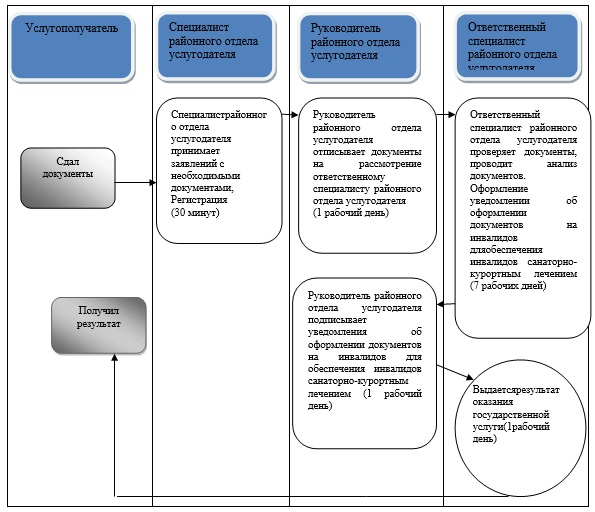 Услугополучатель
Специалист
районного отдела
услугодателя
Руководитель
районного отдела
услугодателя
Ответственный
специалист
районного отдела
услугодателя
Сдал
документы
Специалистрайонног
о отдела
услугодателя
принимает
заявлений с
необходимыми
документами,
Регистрация
(30 минут)
Руководитель
районного отдела
услугодателя
отписывает документы
на рассмотрение
ответственному
специалисту районного
отдела услугодателя
(1 рабочий день)
Ответственный
специалист районного
отдела услугодателя
проверяет документы,
проводит анализ
документов.
Оформление
уведомлении об
оформлении
документов на
инвалидов
дляобеспечения
инвалидов санаторно-
курортным лечением
(7 рабочих дней)
Получил
результат
Руководитель районного
отдела услугодателя
подписывает
уведомления об
оформлении документов
на инвалидов для
обеспечения инвалидов
санаторно-курортным
лечением (1 рабочий
день)
Выдаетсярезультат
оказания
государственной
услуги(1рабочий
день)